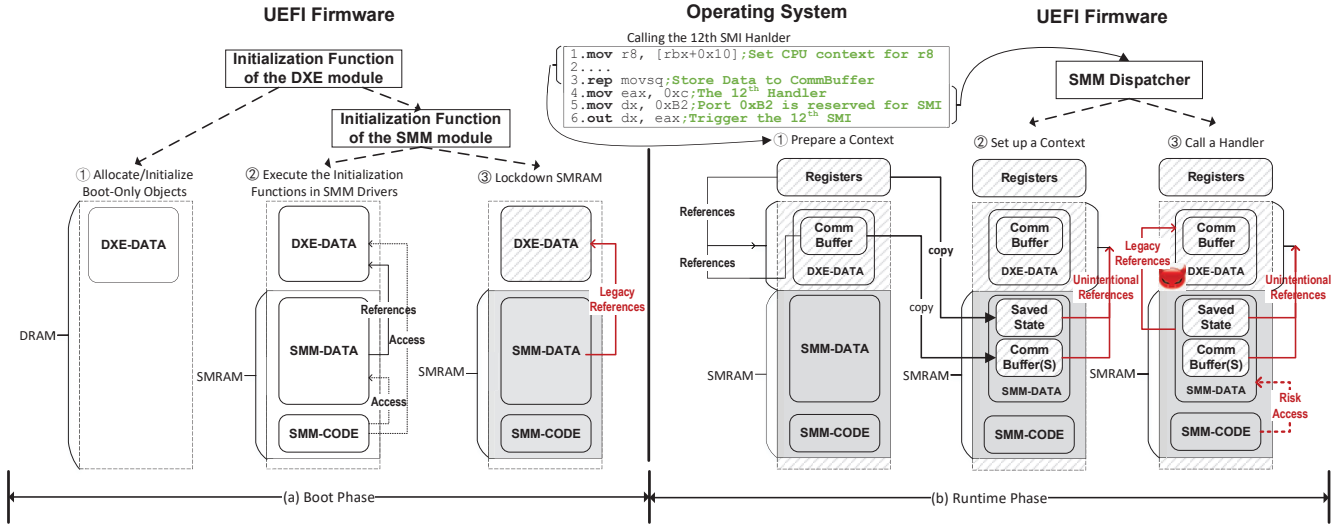 UEFI Firmware
Operating System
UEFI Firmware
Initialization Function
of the DXE module
Initialization Function
of the SMM module
Calling the 12th SMI Hanlder
1.mov r8, [rbx+0x10];Set CPU context for r8
2....
3.rep movsq;Store Data to CommBuffer
4.mov eax, 0xc;The 12th Handler
5.mov dx, 0xB2;Port 0xB2 is reserved for SMI
6.out dx, eax;Trigger the 12th SMI
SMM Dispatcher
① Allocate/Initialize
Boot-Only Objects
② Execute the Initialization
Functions in SMM Drivers
③ Lockdown SMRAM
① Prepare a Context
② Set up a Context
③ Call a Handler
DXE-DATA
DRAM
DXE-DATA
References
Access
SMM-DATA
SMRAM
Access
SMM-CODE
DXE-DATA
Legacy
References
SMM-DATA
SMRAM
SMM-CODE
Registers
References
References
Comm
Buffer
DXE-DATA
copy
copy
SMM-DATA
SMRAM
SMM-CODE
Registers
Comm
Buffer
DXE-DATA
Unintentional
References
Saved
State
Comm
Buffer(S)
SMM-DATA
SMRAM
SMM-CODE
Registers
Comm
Buffer
Legacy
References
DXE-DATA
Unintentional
References
Saved
State
Comm
Buffer(S)
SMM-DATA
SMRAM
Risk
Access
SMM-CODE
(a) Boot Phase
(b) Runtime Phase